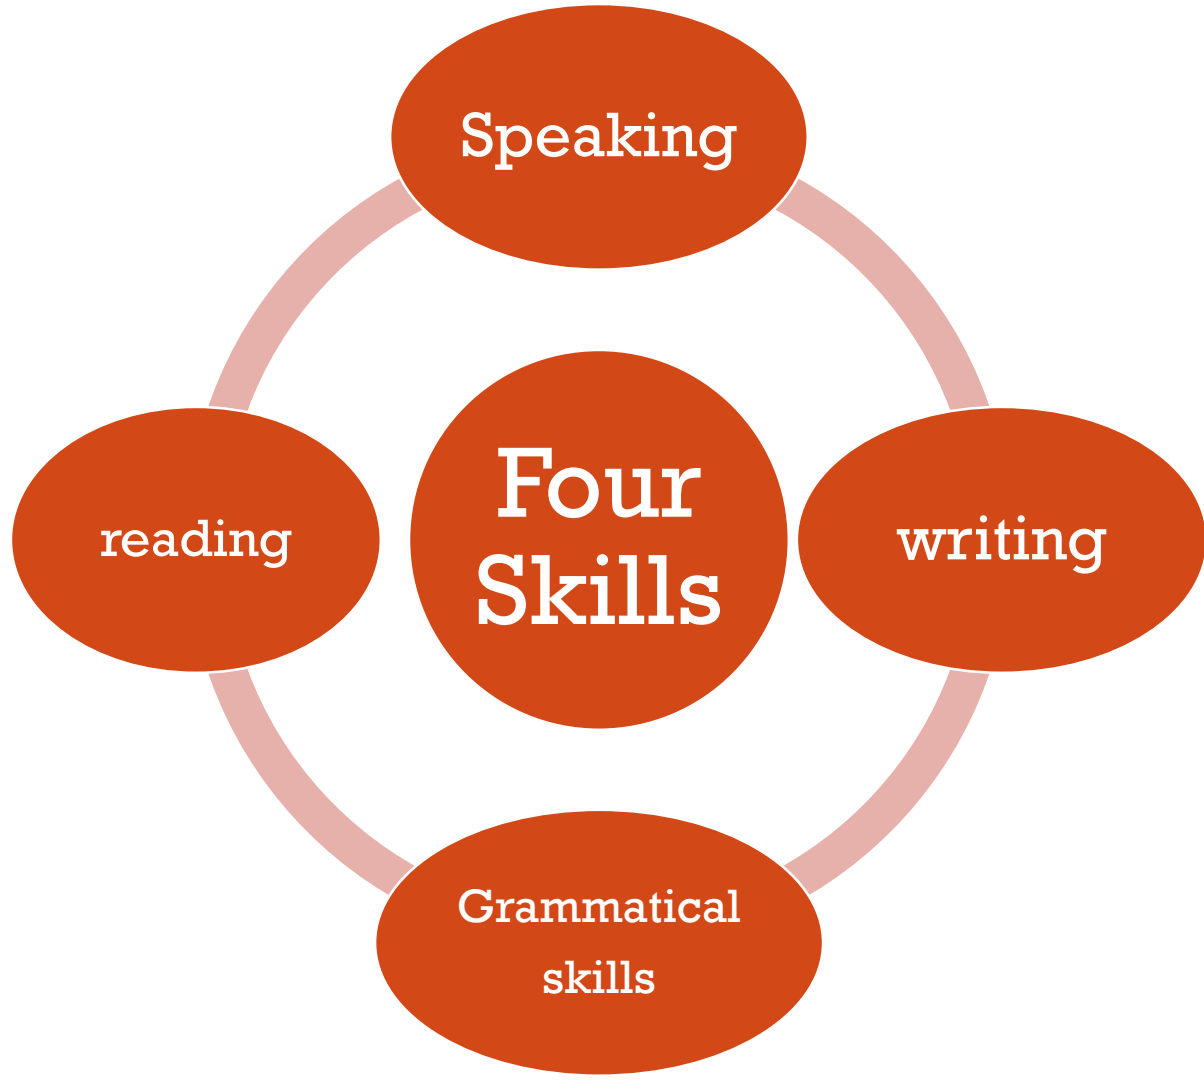 Speaking
reading
Four
Skills
writing
Grammatical
skills